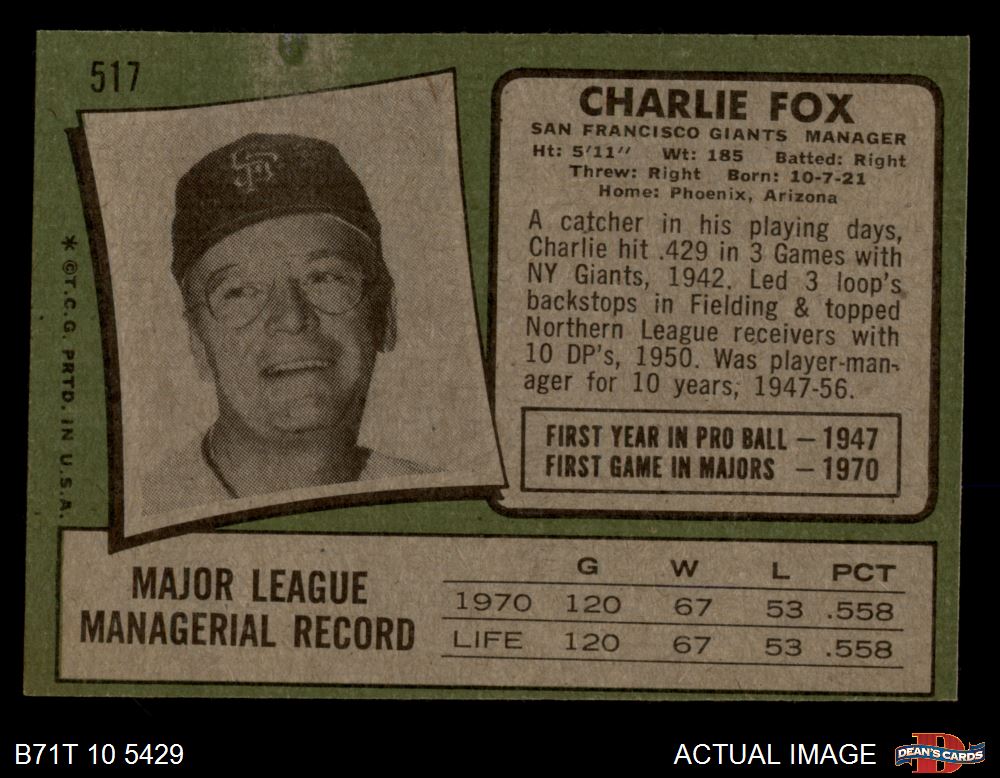 517
* ©T.C.G. PRTD. IN U.S.A.
SF
CHARLIE FOX
SAN FRANCISCO GIANTS MANAGER
Ht: 5'11" Wt: 185 Batted: Right
Threw: Right Born: 10-7-21
Home: Phoenix, Arizona
A catcher in his playing days,
Charlie hit .429 in 3 Games with
NY Giants, 1942. Led 3 loop's
backstops in Fielding & topped
Northern League receivers with
10 DP's, 1950. Was player-man-
ager for 10 years, 1947-56.
FIRST YEAR IN PRO BALL – 1947
FIRST GAME IN MAJORS – 1970
MAJOR LEAGUE
MANAGERIAL RECORD
G W L PCT
1970 120 67 53 .558
LIFE 120 67 53 .558
B71T 10 5429
ACTUAL IMAGE
D
DEAN'S CARDS